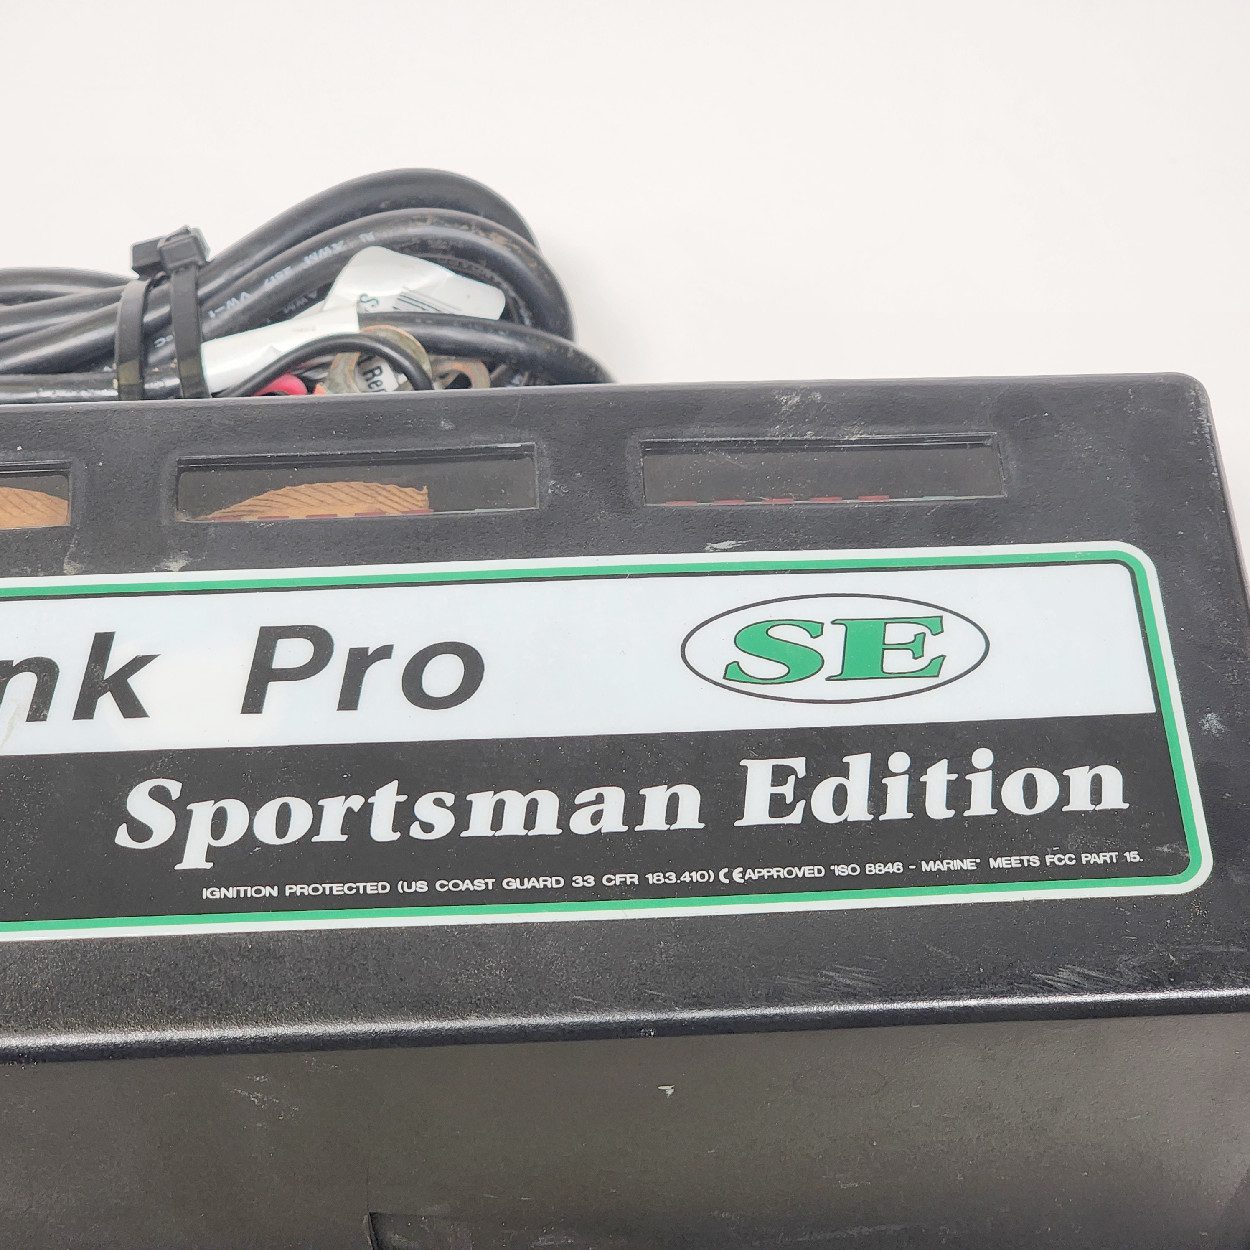 Re
nk Pro
SE
Sportsman Edition
IGNITION PROTECTED (US COAST GUARD 33 CFR 183.410) CE APPROVED "ISO 8846 - MARINE" MEETS FCC PART 15.